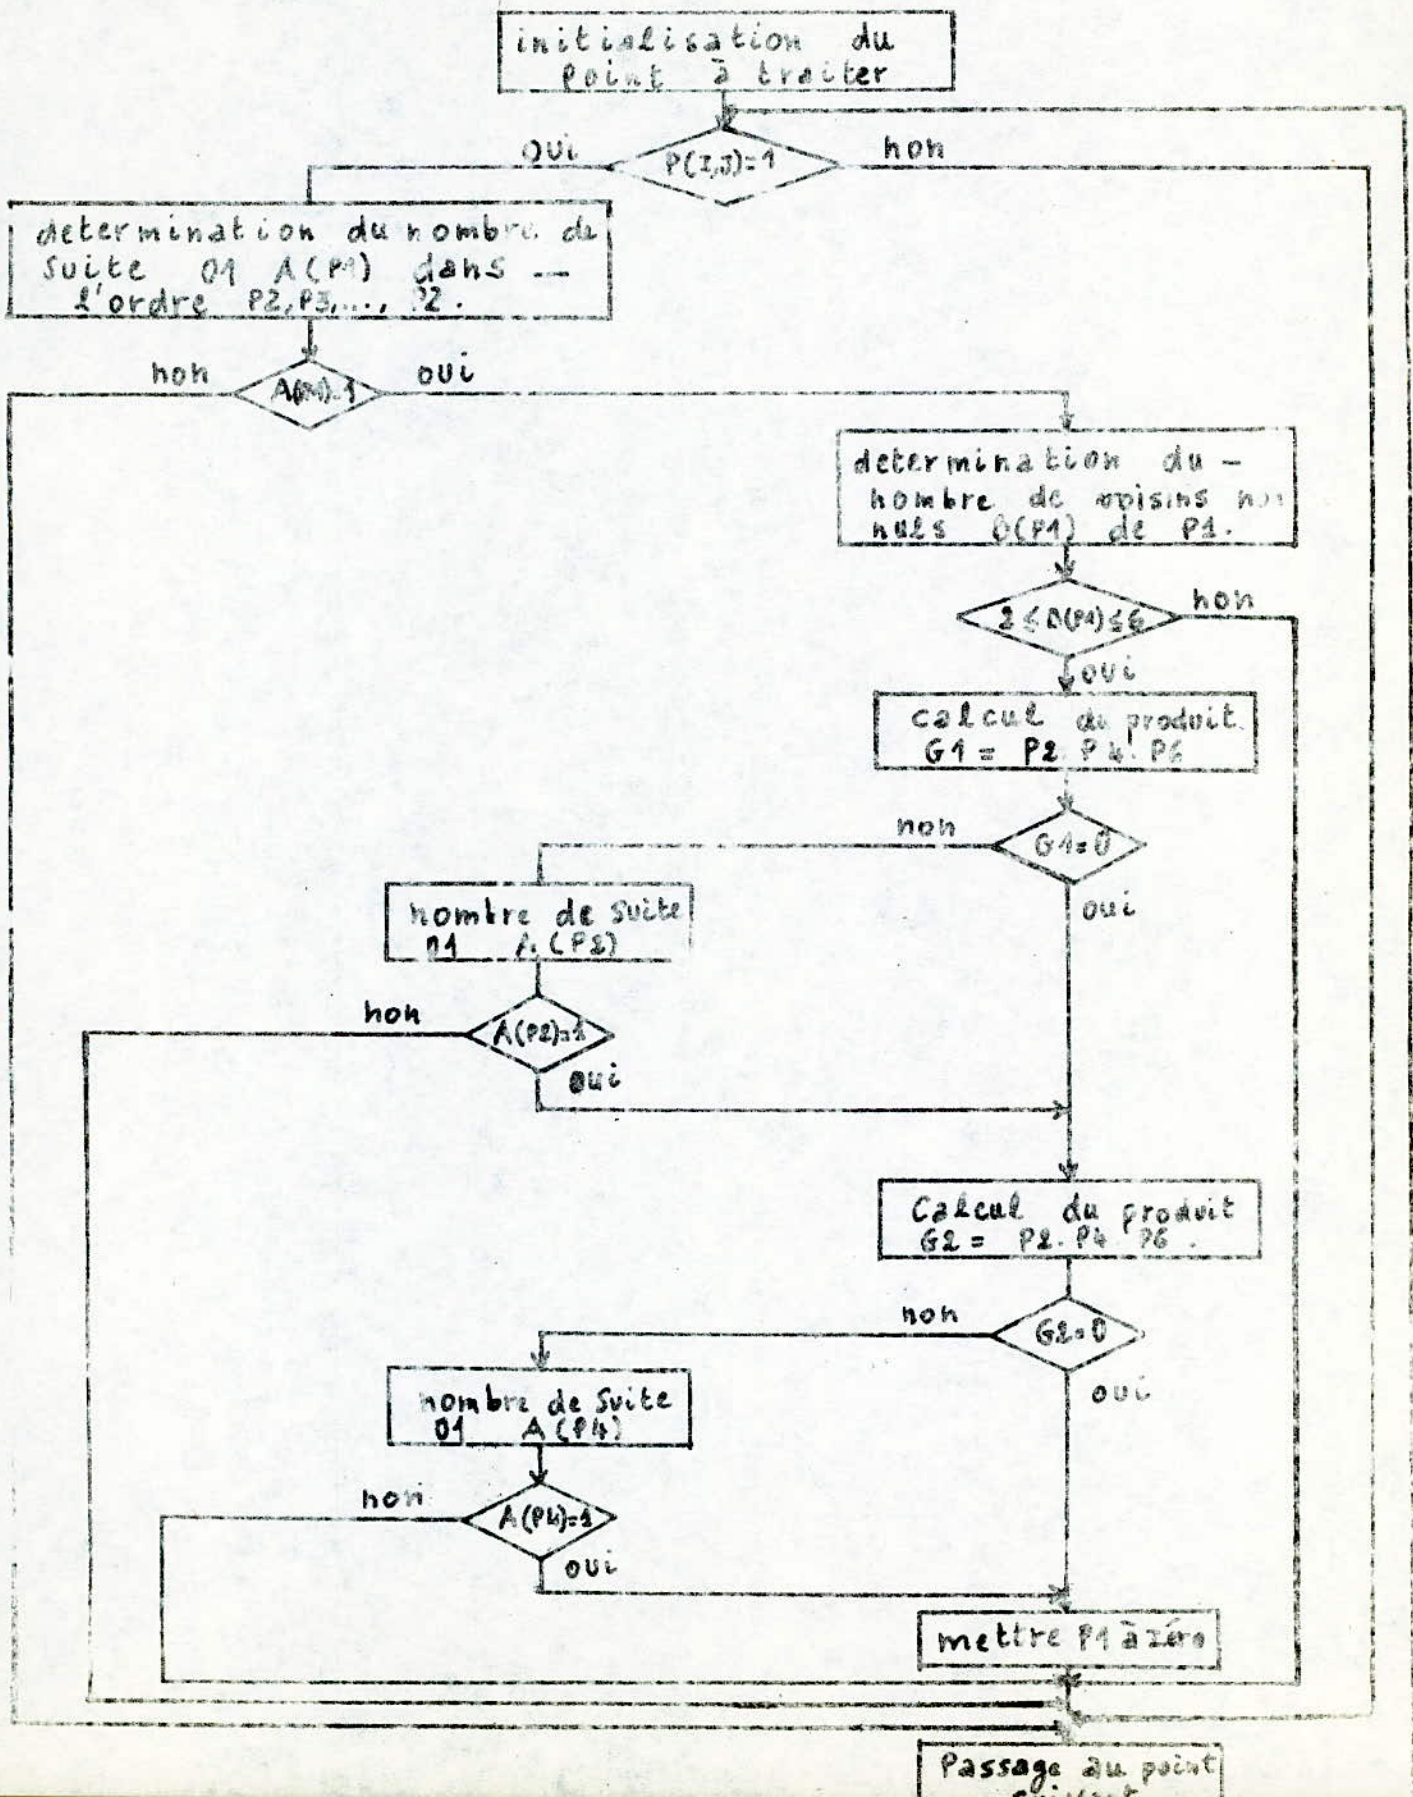 initialisation du
point à traiter
P(I,J)=1
oui
non
determination du nombre de
suite 01 A(P1) dans --
l'ordre P2,P3,..., P2.
non
A(P1)=1
oui
determination du -
nombre de voisins
nuls B(P1) de P1.
2 ≤ B(P1) ≤ 6
non
oui
calcul du produit
G1 = P2. P4. P6
non
G1=0
oui
nombre de suite
01 A(P2)
non
A(P2)=1
oui
Calcul du produit
G2 = P2. P4. P6.
non
G2=0
oui
nombre de suite
01 A(P4)
non
A(P4)=1
oui
mettre P1 à zéro
Passage au point
suivant